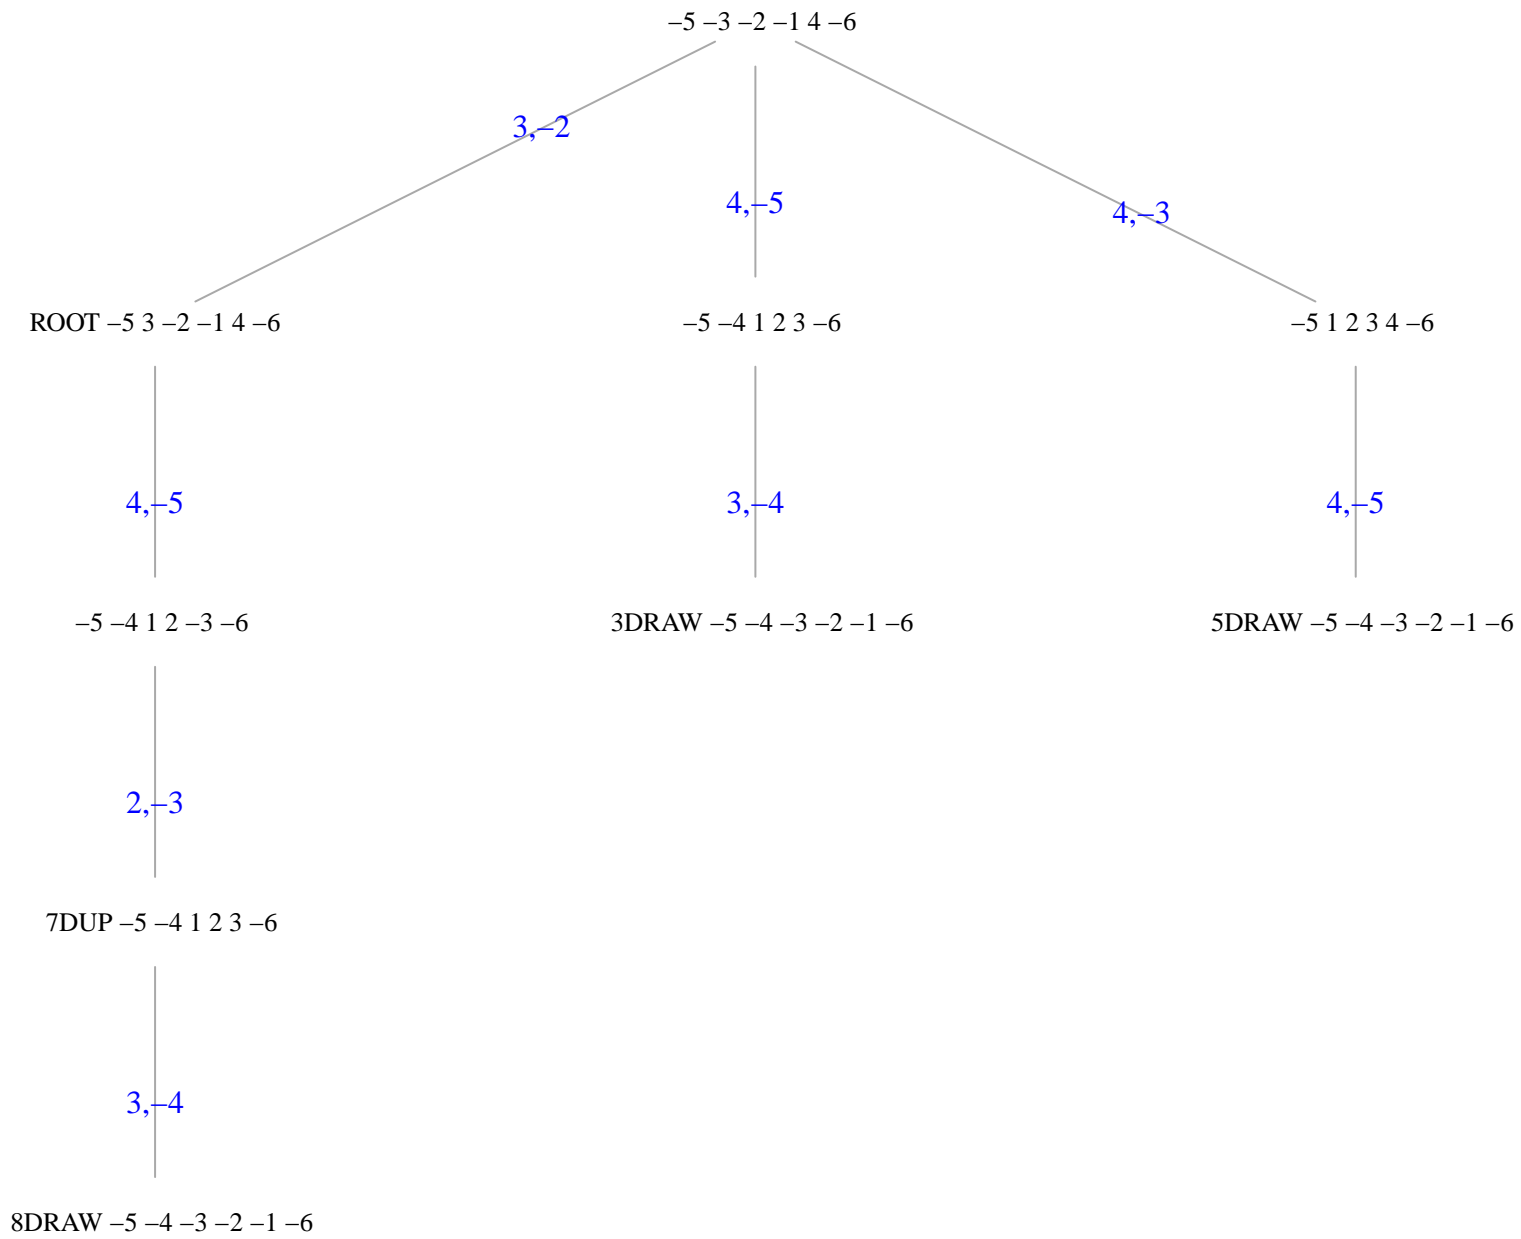 –5 –3 –2 –1 4 –6
3,–2
4,–5
4,–3
ROOT –5 3 –2 –1 4 –6
–5 –4 1 2 3 –6
–5 1 2 3 4 –6
4,–5
3,–4
4,–5
–5 –4 1 2 –3 –6
3DRAW –5 –4 –3 –2 –1 –6
5DRAW –5 –4 –3 –2 –1 –6
2,–3
7DUP –5 –4 1 2 3 –6
3,–4
8DRAW –5 –4 –3 –2 –1 –6